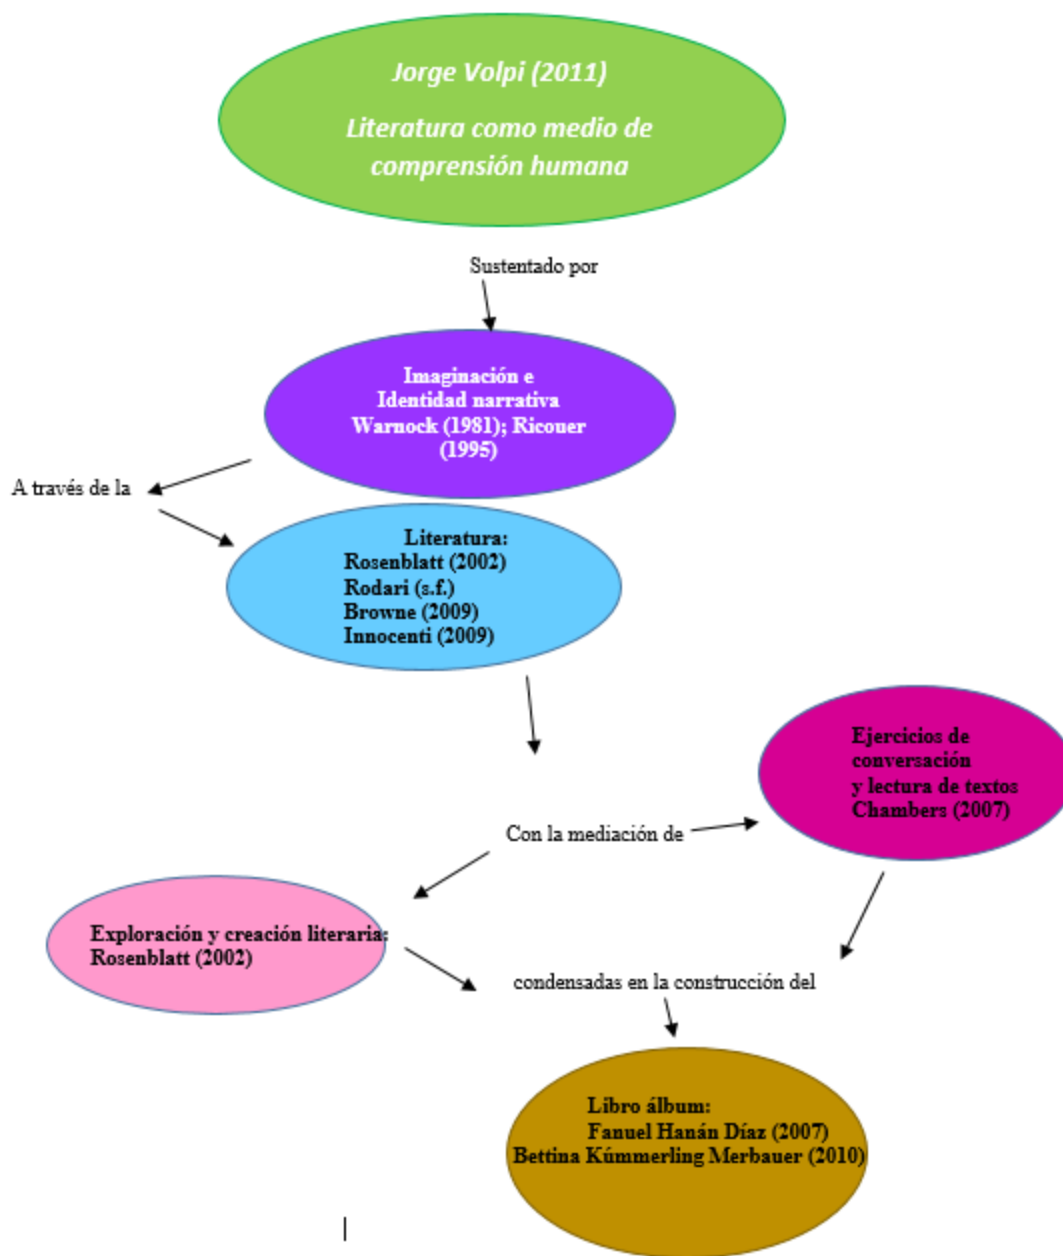 Jorge Volpi (2011)
Literatura como medio de
comprensión humana
Sustentado por
Imaginación e
Identidad narrativa
Warnock (1981); Ricouer
(1995)
A través de la
Literatura:
Rosenblatt (2002)
Rodari (s.f.)
Browne (2009)
Innocenti (2009)
Ejercicios de
conversación
y lectura de textos
Chambers (2007)
Con la mediación de
Exploración y creación literaria:
Rosenblatt (2002)
condensadas en la construcción del
Libro álbum:
Fanuel Hanán Díaz (2007)
Bettina Kúmmerling Merbauer (2010)